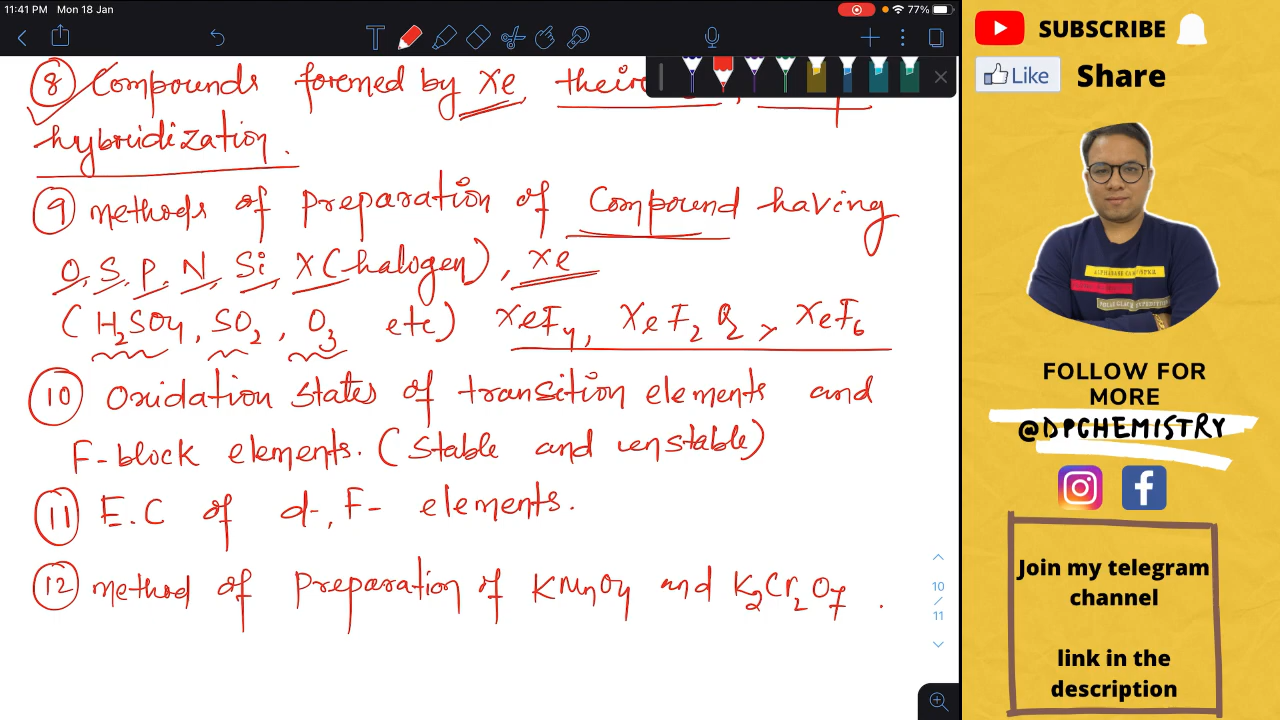 11:41 PM Mon 18 Jan
77%
SUBSCRIBE
Like
Share
⑧ Compounds formed by Xe, their
hybridization.
⑨ methods of preparation of Compound having
O, S, P, N, Si, X (halogen), Xe
(H₂SO₄, SO₂, O₃ etc) XeF₄, XeF₂O₂, XeF₆
⑩ Oxidation states of transition elements and
F-block elements. (stable and unstable)
⑪ E.C of d-, F- elements.
⑫ method of preparation of KMnO₄ and K₂Cr₂O₇.
10
/
11
FOLLOW FOR
MORE
@DPCHEMISTRY
Join my telegram
channel
link in the
description